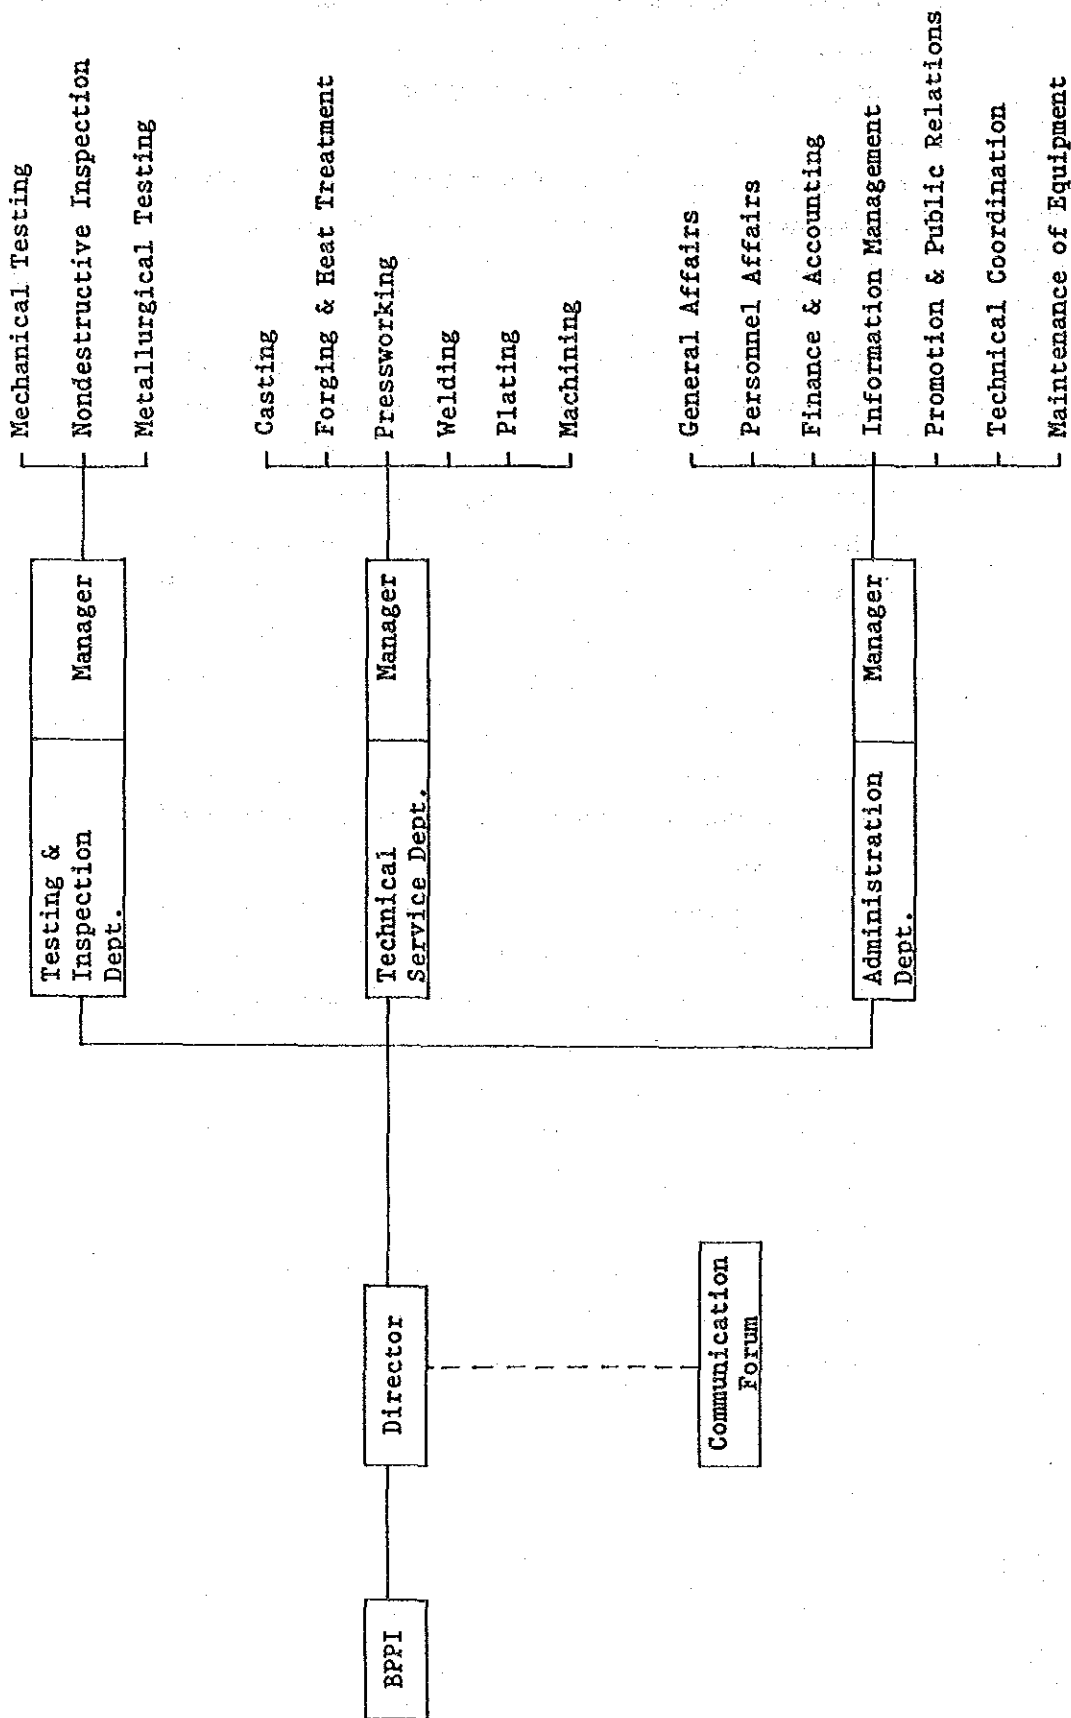 BPPI
Director
Communication
Forum
Testing &
Inspection
Dept.
Manager
Mechanical Testing
Nondestructive Inspection
Metallurgical Testing
Technical
Service Dept.
Manager
Casting
Forging & Heat Treatment
Pressworking
Welding
Plating
Machining
Administration
Dept.
Manager
General Affairs
Personnel Affairs
Finance & Accounting
Information Management
Promotion & Public Relations
Technical Coordination
Maintenance of Equipment